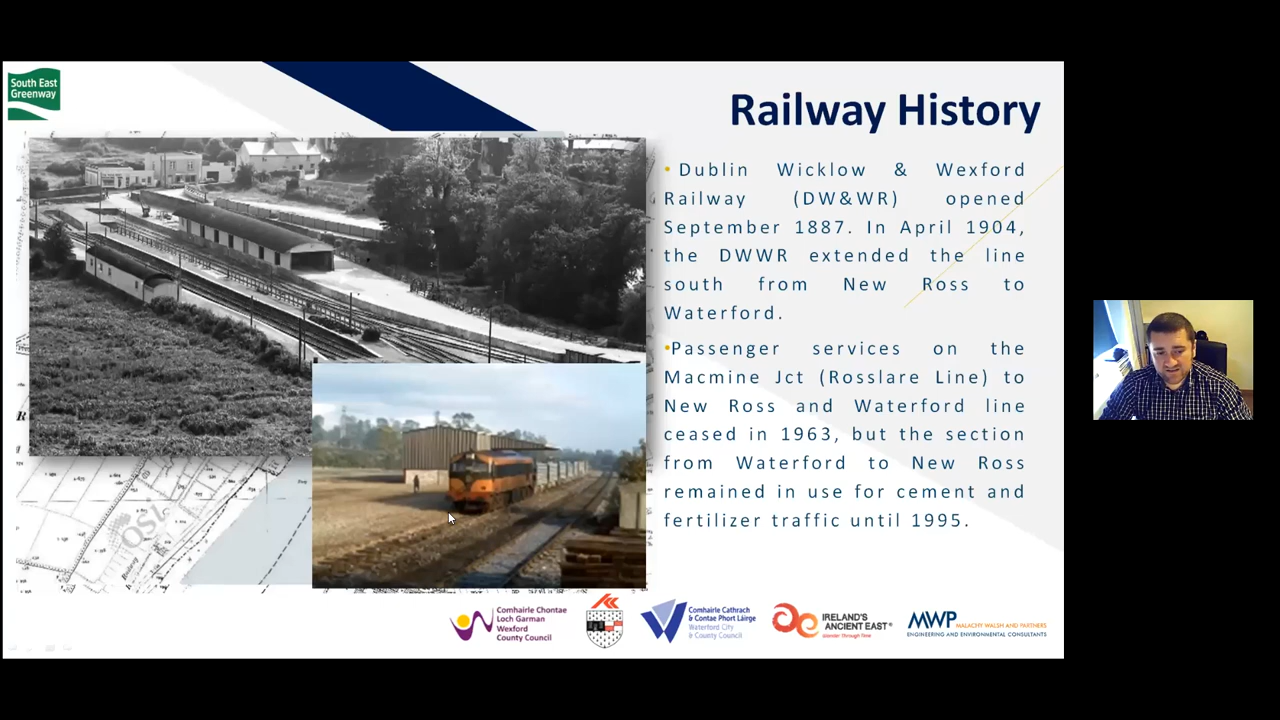 South East
Greenway
Railway History
• Dublin Wicklow & Wexford
Railway (DW&WR) opened
September 1887. In April 1904,
the DWWR extended the line
south from New Ross to
Waterford.
•Passenger services on the
Macmine Jct (Rosslare Line) to
New Ross and Waterford line
ceased in 1963, but the section
from Waterford to New Ross
remained in use for cement and
fertilizer traffic until 1995.
R
OSi
Comhairle Chontae
Loch Garman
Wexford
County Council
Comhairle Cathrach
& Contae Phort Láirge
Waterford City
& County Council
IRELAND'S
ANCIENT EAST
Wander Through Time
MWP MALACHY WALSH AND PARTNERS
ENGINEERING AND ENVIRONMENTAL CONSULTANTS